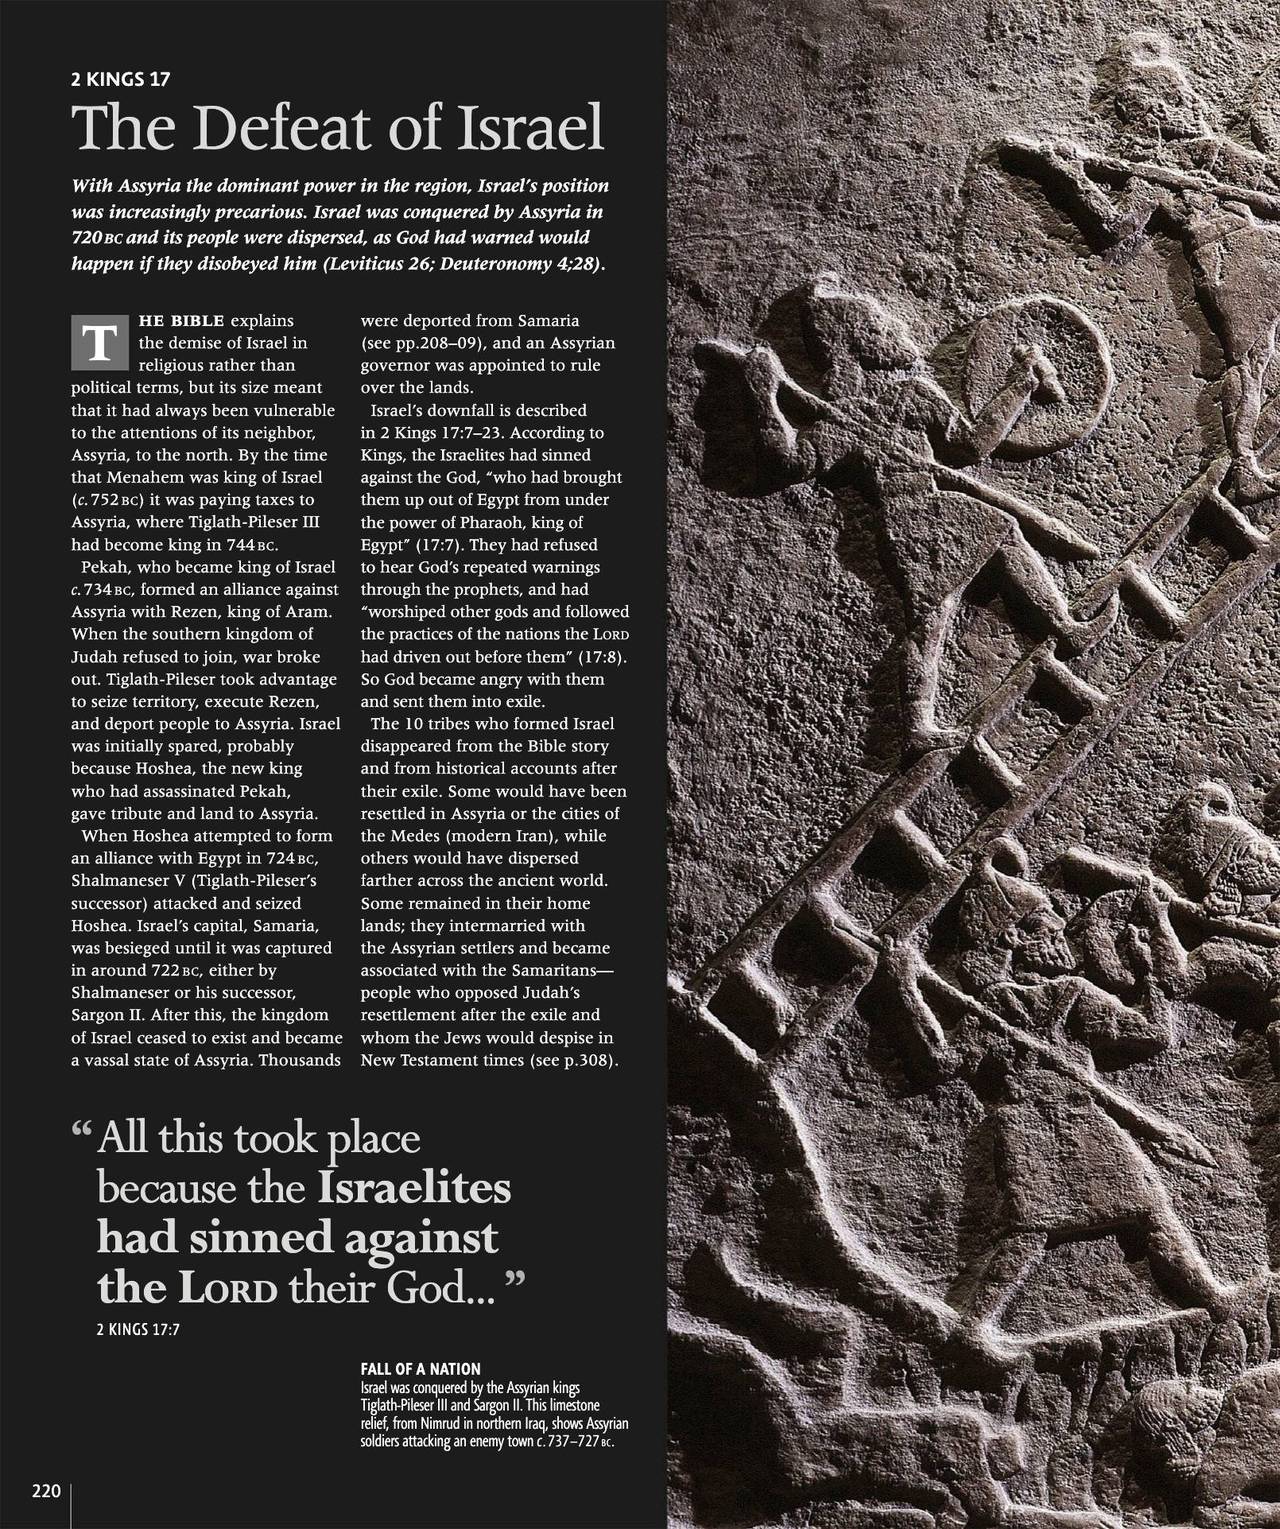 2 KINGS 17
The Defeat of Israel
With Assyria the dominant power in the region, Israel's position
was increasingly precarious. Israel was conquered by Assyria in
720 BC and its people were dispersed, as God had warned would
happen if they disobeyed him (Leviticus 26; Deuteronomy 4;28).
THE BIBLE explains
the demise of Israel in
religious rather than
political terms, but its size meant
that it had always been vulnerable
to the attentions of its neighbor,
Assyria, to the north. By the time
that Menahem was king of Israel
(c. 752 BC) it was paying taxes to
Assyria, where Tiglath-Pileser III
had become king in 744 BC.
Pekah, who became king of Israel
c. 734 BC, formed an alliance against
Assyria with Rezen, king of Aram.
When the southern kingdom of
Judah refused to join, war broke
out. Tiglath-Pileser took advantage
to seize territory, execute Rezen,
and deport people to Assyria. Israel
was initially spared, probably
because Hoshea, the new king
who had assassinated Pekah,
gave tribute and land to Assyria.
When Hoshea attempted to form
an alliance with Egypt in 724 BC,
Shalmaneser V (Tiglath-Pileser's
successor) attacked and seized
Hoshea. Israel's capital, Samaria,
was besieged until it was captured
in around 722 BC, either by
Shalmaneser or his successor,
Sargon II. After this, the kingdom
of Israel ceased to exist and became
a vassal state of Assyria. Thousands
were deported from Samaria
(see pp.208–09), and an Assyrian
governor was appointed to rule
over the lands.
Israel's downfall is described
in 2 Kings 17:7–23. According to
Kings, the Israelites had sinned
against the God, "who had brought
them up out of Egypt from under
the power of Pharaoh, king of
Egypt" (17:7). They had refused
to hear God's repeated warnings
through the prophets, and had
"worshiped other gods and followed
the practices of the nations the LORD
had driven out before them" (17:8).
So God became angry with them
and sent them into exile.
The 10 tribes who formed Israel
disappeared from the Bible story
and from historical accounts after
their exile. Some would have been
resettled in Assyria or the cities of
the Medes (modern Iran), while
others would have dispersed
farther across the ancient world.
Some remained in their home
lands; they intermarried with
the Assyrian settlers and became
associated with the Samaritans—
people who opposed Judah's
resettlement after the exile and
whom the Jews would despise in
New Testament times (see p.308).
“All this took place
because the Israelites
had sinned against
the LORD their God...”
2 KINGS 17:7
FALL OF A NATION
Israel was conquered by the Assyrian kings
Tiglath-Pileser III and Sargon II. This limestone
relief, from Nimrud in northern Iraq, shows Assyrian
soldiers attacking an enemy town c. 737–727 BC.
220